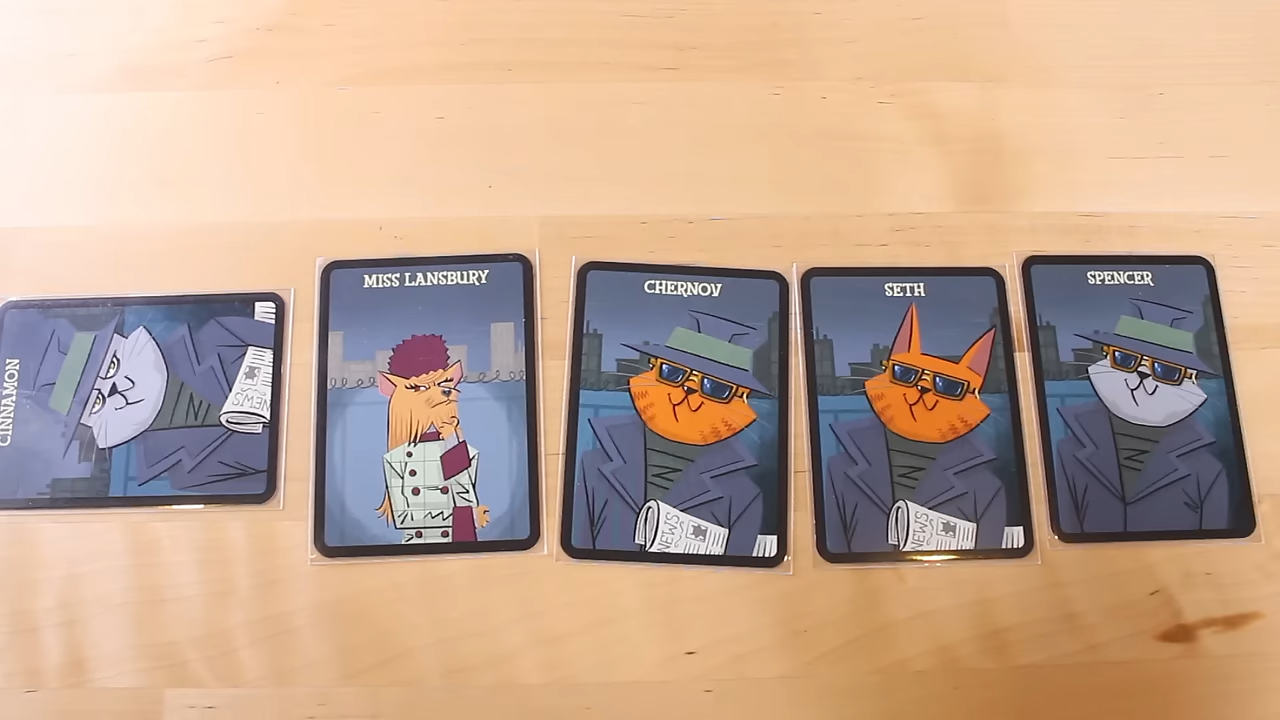 CINNAMON
MISS LANSBURY
CHERNOV
SETH
SPENCER
NEWS
NEWS
NEWS